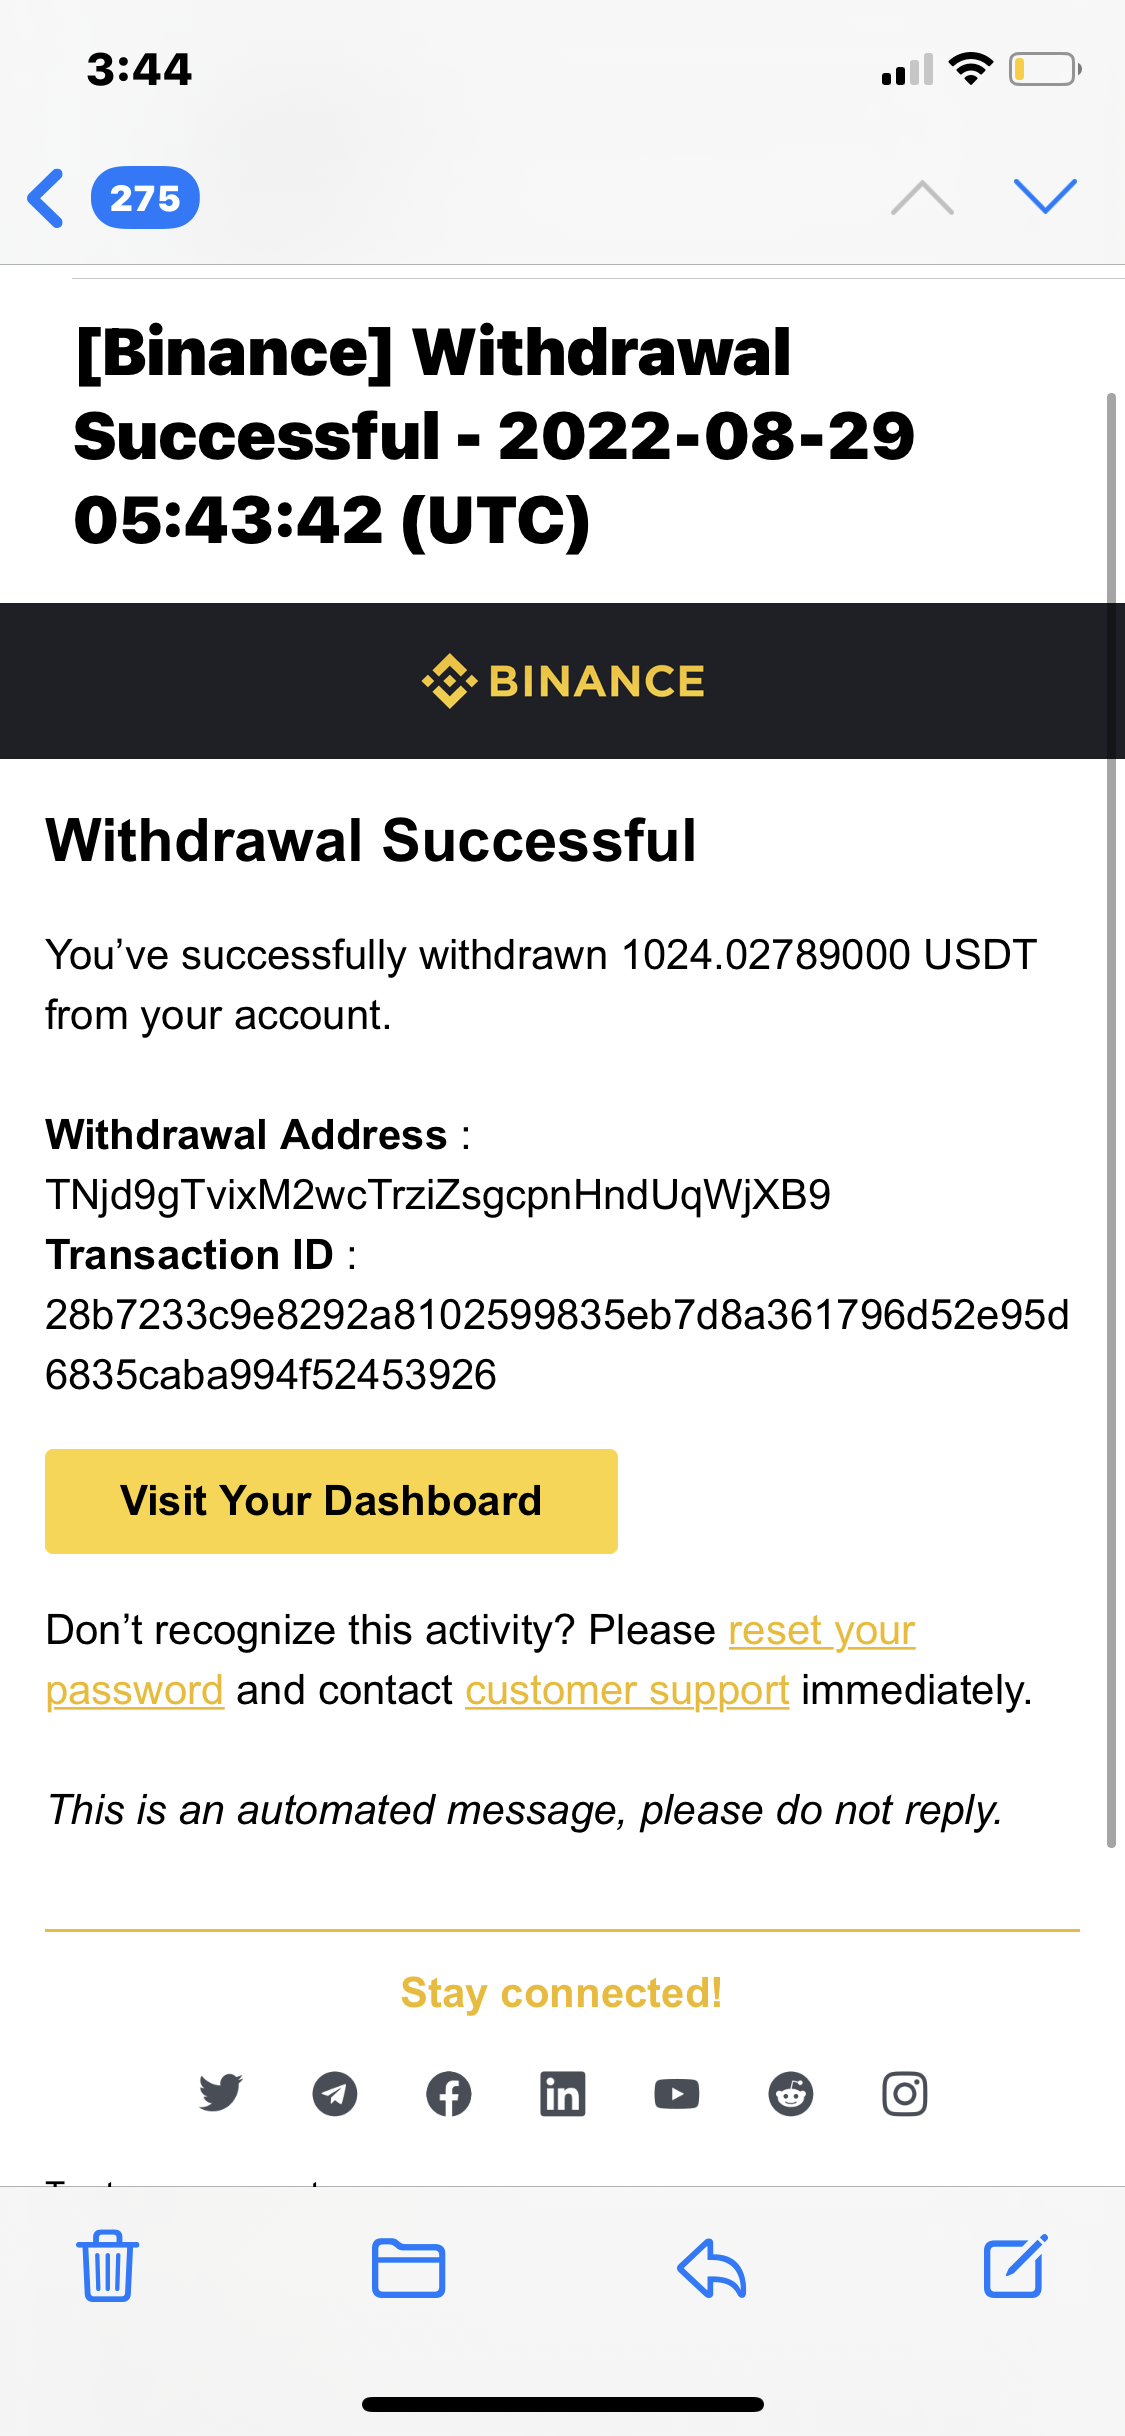 3:44
275
[Binance] Withdrawal
Successful - 2022-08-29
05:43:42 (UTC)
BINANCE
Withdrawal Successful
You’ve successfully withdrawn 1024.02789000 USDT
from your account.
Withdrawal Address :
TNjd9gTvixM2wcTrziZsgcpnHndUqWjXB9
Transaction ID :
28b7233c9e8292a8102599835eb7d8a361796d52e95d
6835caba994f52453926
Visit Your Dashboard
Don’t recognize this activity? Please reset your
password and contact customer support immediately.
This is an automated message, please do not reply.
Stay connected!